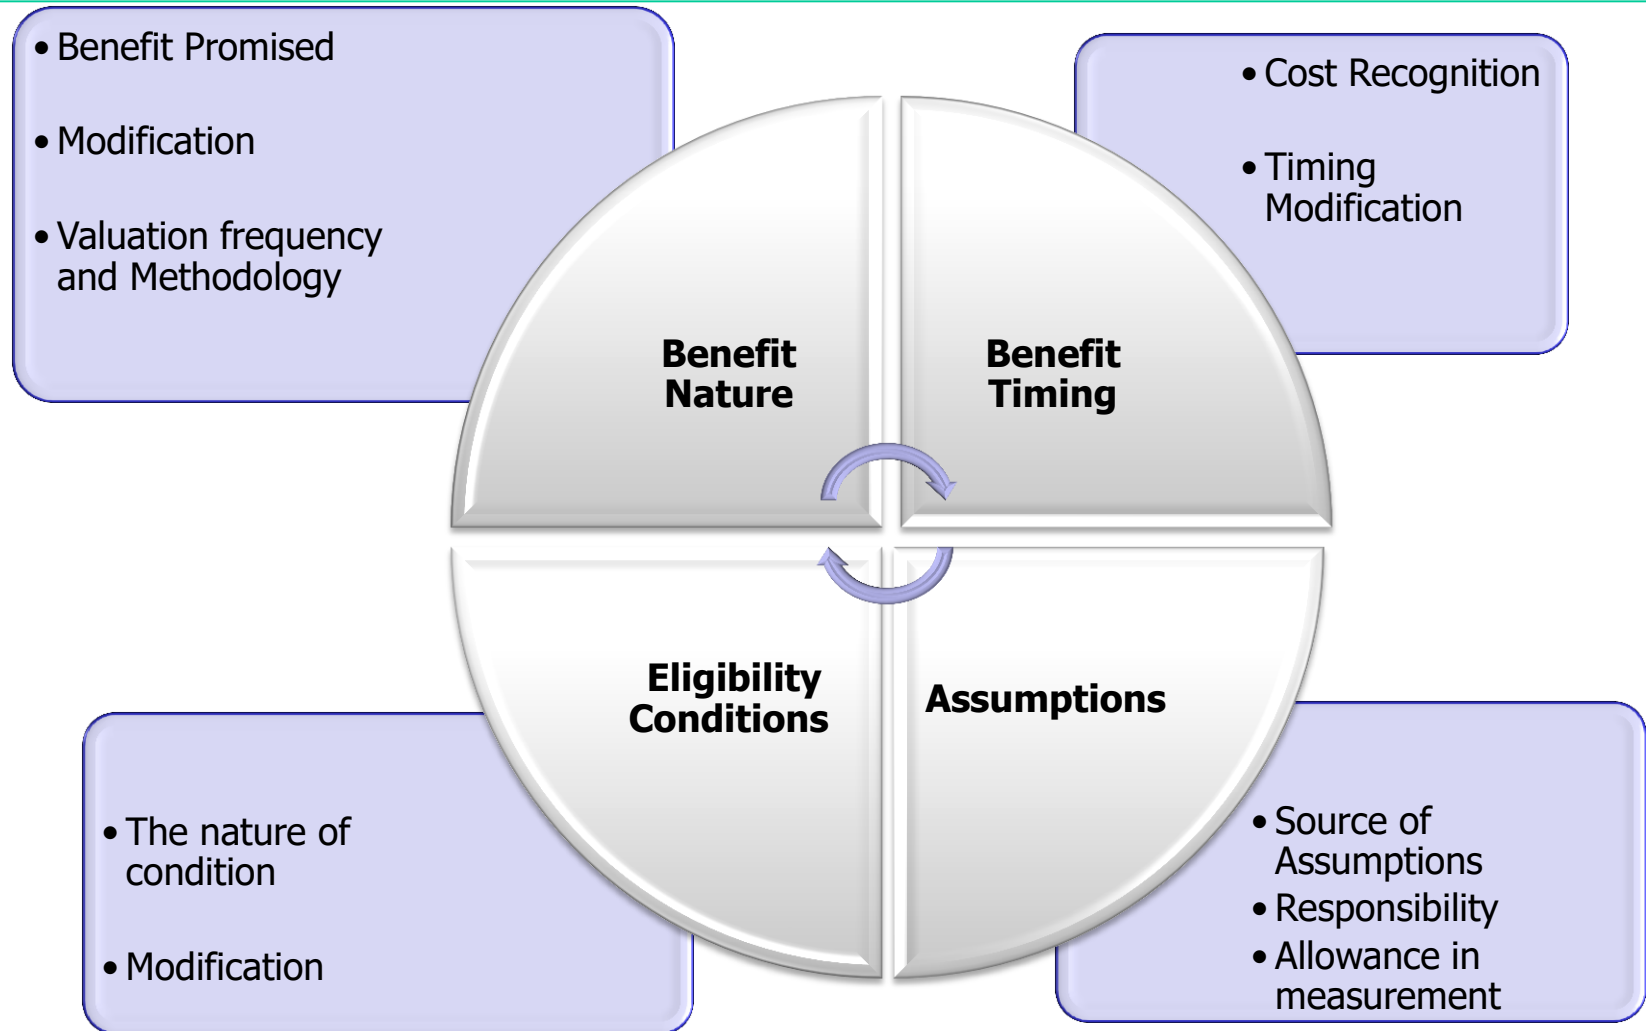 • Benefit Promised
• Modification
• Valuation frequency
and Methodology
• Cost Recognition
• Timing
Modification
Benefit
Nature
Benefit
Timing
Eligibility
Conditions
Assumptions
• The nature of
condition
• Modification
• Source of
Assumptions
• Responsibility
• Allowance in
measurement